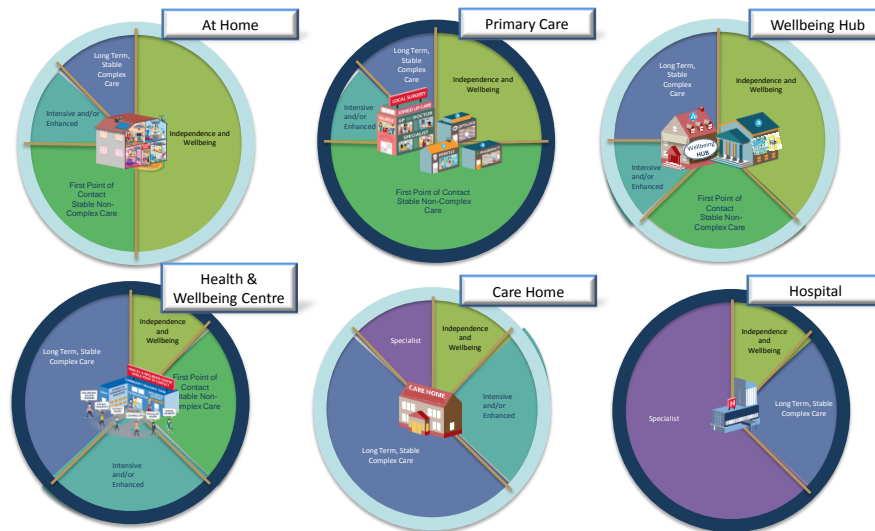 At Home
Long Term,
Stable
Complex
Care
Intensive and/or
Enhanced
Independence and
Wellbeing
First Point of
Contact
Stable Non-
Complex Care
Primary Care
Long Term,
Stable
Complex
Care
Independence and
Wellbeing
Intensive
and/or
Enhanced
LOCAL SURGERY
JOINED UP CARE
DOCTOR
SPECIALIST
OPTICIAN
DENTIST
PHARMACY
First Point of Contact
Stable Non-Complex
Care
Wellbeing Hub
Long Term,
Stable
Complex
Care
Independence and
Wellbeing
Wellbeing
HUB
Intensive
and/or
Enhanced
First Point of
Contact
Stable Non-
Complex Care
Health &
Wellbeing Centre
Independence
and
Wellbeing
Long Term, Stable
Complex Care
First Point of
Contact
Stable Non-
Complex Care
Intensive
and/or
Enhanced
Care Home
Specialist
Independence
and
Wellbeing
Intensive
and/or
Enhanced
CARE HOME
Long Term, Stable
Complex Care
Hospital
Independence
and
Wellbeing
Specialist
H
Long Term, Stable
Complex Care